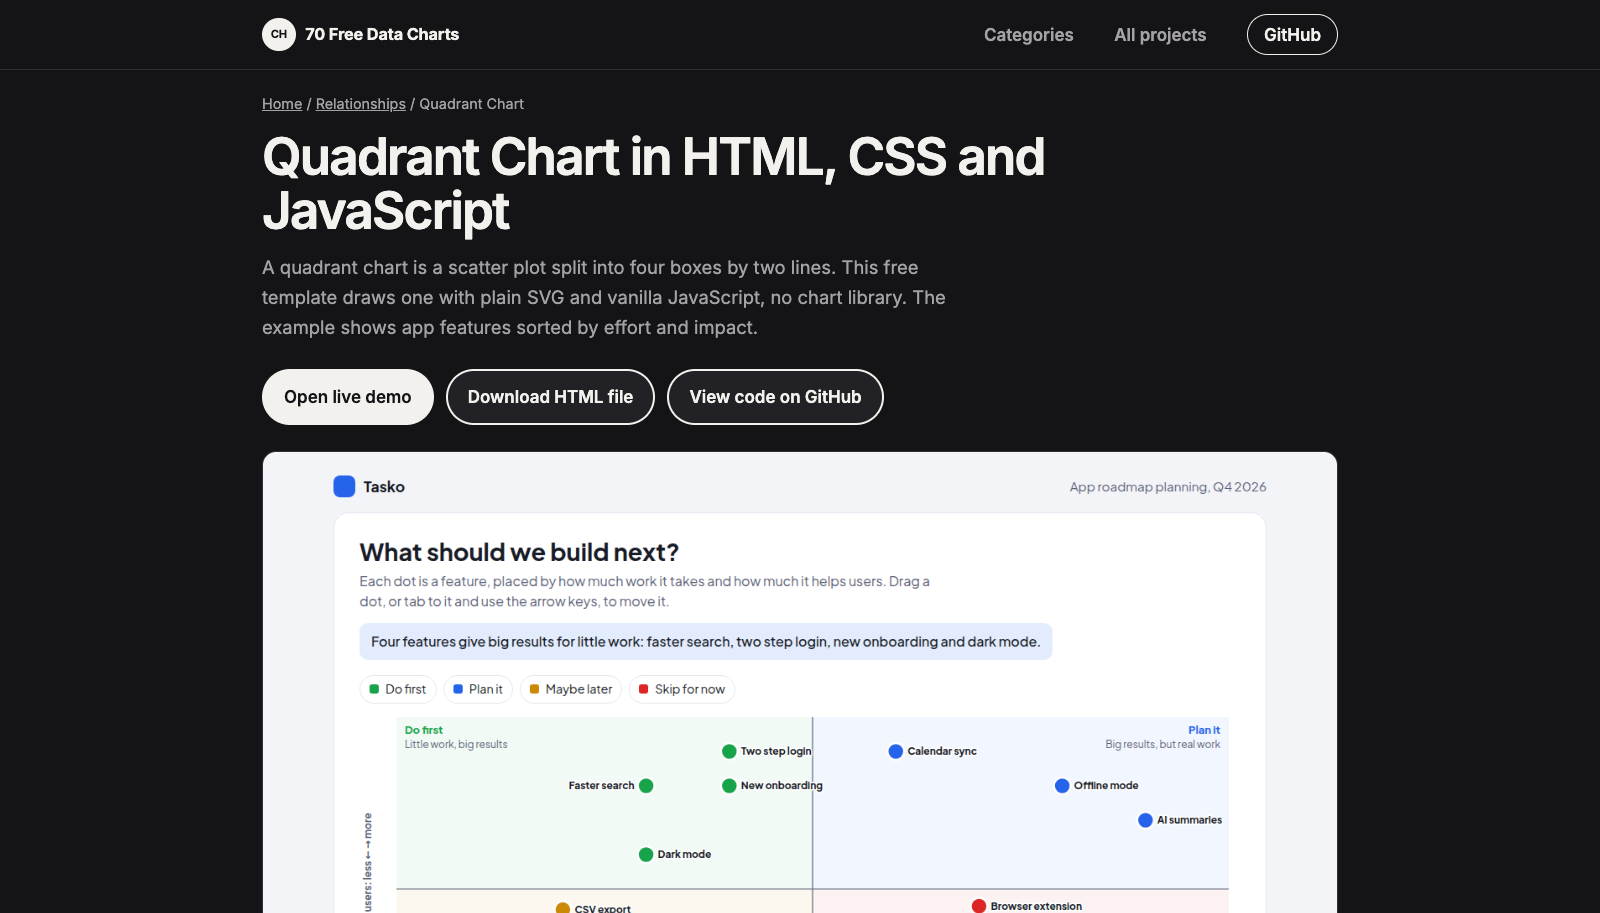 CH
70 Free Data Charts
Categories
All projects
GitHub
Home / Relationships / Quadrant Chart
Quadrant Chart in HTML, CSS and
JavaScript
A quadrant chart is a scatter plot split into four boxes by two lines. This free
template draws one with plain SVG and vanilla JavaScript, no chart library. The
example shows app features sorted by effort and impact.
Open live demo
Download HTML file
View code on GitHub
Tasko
App roadmap planning, Q4 2026
What should we build next?
Each dot is a feature, placed by how much work it takes and how much it helps users. Drag a
dot, or tab to it and use the arrow keys, to move it.
Four features give big results for little work: faster search, two step login, new onboarding and dark mode.
Do first
Plan it
Maybe later
Skip for now
Do first
Little work, big results
Plan it
Big results, but real work
Two step login
Calendar sync
Faster search
New onboarding
Offline mode
AI summaries
Dark mode
users: less ← → more
CSV export
Browser extension